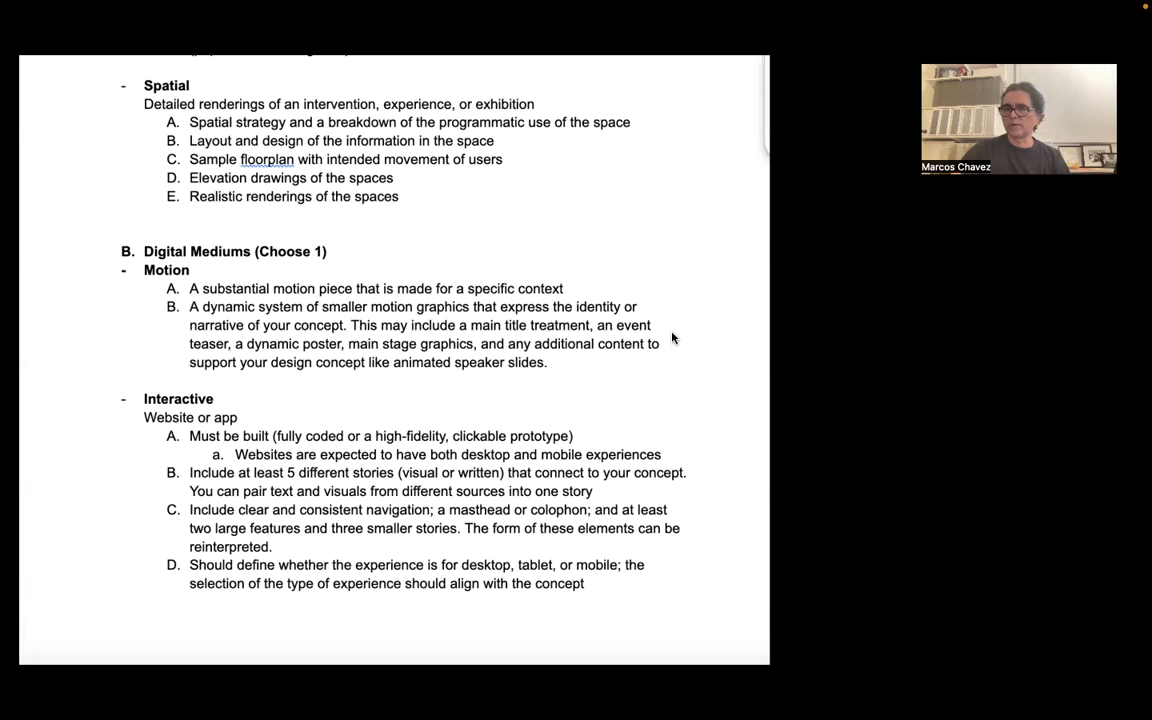 - Spatial
Detailed renderings of an intervention, experience, or exhibition
A. Spatial strategy and a breakdown of the programmatic use of the space
B. Layout and design of the information in the space
C. Sample floorplan with intended movement of users
D. Elevation drawings of the spaces
E. Realistic renderings of the spaces
B. Digital Mediums (Choose 1)
- Motion
A. A substantial motion piece that is made for a specific context
B. A dynamic system of smaller motion graphics that express the identity or
narrative of your concept. This may include a main title treatment, an event
teaser, a dynamic poster, main stage graphics, and any additional content to
support your design concept like animated speaker slides.
- Interactive
Website or app
A. Must be built (fully coded or a high-fidelity, clickable prototype)
a. Websites are expected to have both desktop and mobile experiences
B. Include at least 5 different stories (visual or written) that connect to your concept.
You can pair text and visuals from different sources into one story
C. Include clear and consistent navigation; a masthead or colophon; and at least
two large features and three smaller stories. The form of these elements can be
reinterpreted.
D. Should define whether the experience is for desktop, tablet, or mobile; the
selection of the type of experience should align with the concept
Marcos Chavez